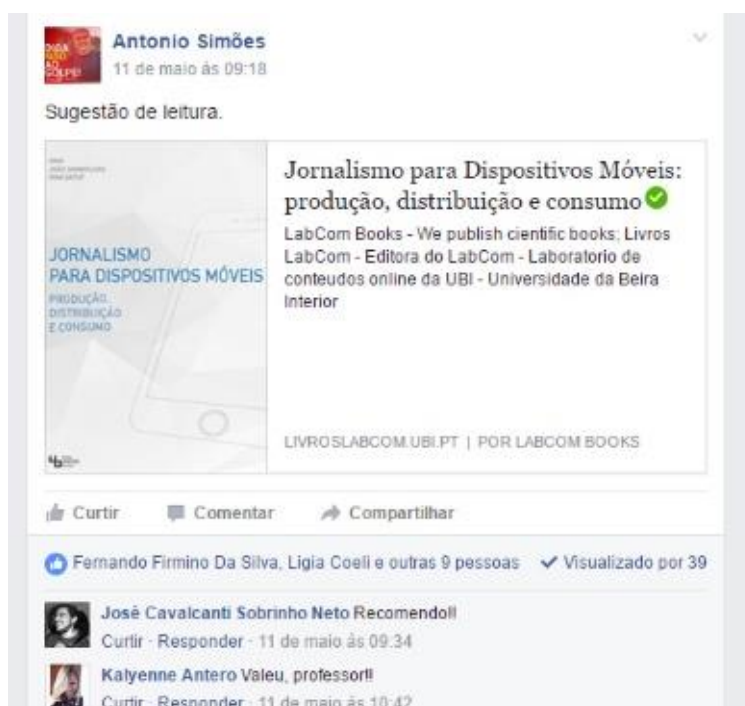 DIGA
NÃO
AO
GOLPE!
Antonio Simões
11 de maio às 09:18
Sugestão de leitura.
JORNALISMO
PARA DISPOSITIVOS MÓVEIS
PRODUÇÃO,
DISTRIBUIÇÃO
E CONSUMO
Jornalismo para Dispositivos Móveis:
produção, distribuição e consumo
LabCom Books - We publish cientific books; Livros
LabCom - Editora do LabCom - Laboratorio de
conteudos online da UBI - Universidade da Beira
Interior
LIVROSLABCOM.UBI.PT | POR LABCOM BOOKS
Curtir Comentar Compartilhar
Fernando Firmino Da Silva, Ligia Coeli e outras 9 pessoas Visualizado por 39
José Cavalcanti Sobrinho Neto Recomendo!!
Curtir · Responder · 11 de maio às 09:34
Kalyenne Antero Valeu, professor!!
Curtir · Responder · 11 de maio às 10:42